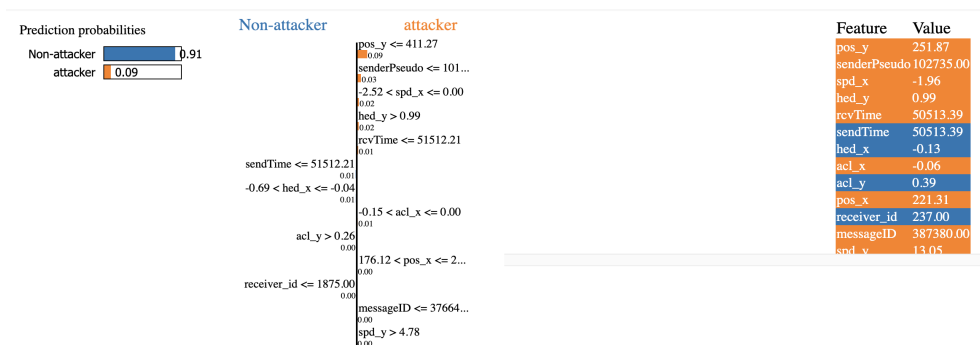 Prediction probabilities
Non-attacker 0.91
attacker 0.09
Non-attacker attacker
pos_y <= 411.27
0.09
senderPseudo <= 101...
0.03
-2.52 < spd_x <= 0.00
0.02
hed_y > 0.99
0.02
rcvTime <= 51512.21
0.01
sendTime <= 51512.21
0.01
-0.69 < hed_x <= -0.04
0.01
-0.15 < acl_x <= 0.00
0.01
acl_y > 0.26
0.00
176.12 < pos_x <= 2...
0.00
receiver_id <= 1875.00
0.00
messageID <= 37664...
0.00
spd_y > 4.78
0.00
Feature Value
pos_y 251.87
senderPseudo 102735.00
spd_x -1.96
hed_y 0.99
rcvTime 50513.39
sendTime 50513.39
hed_x -0.13
acl_x -0.06
acl_y 0.39
pos_x 221.31
receiver_id 237.00
messageID 387380.00
spd_y 13.05